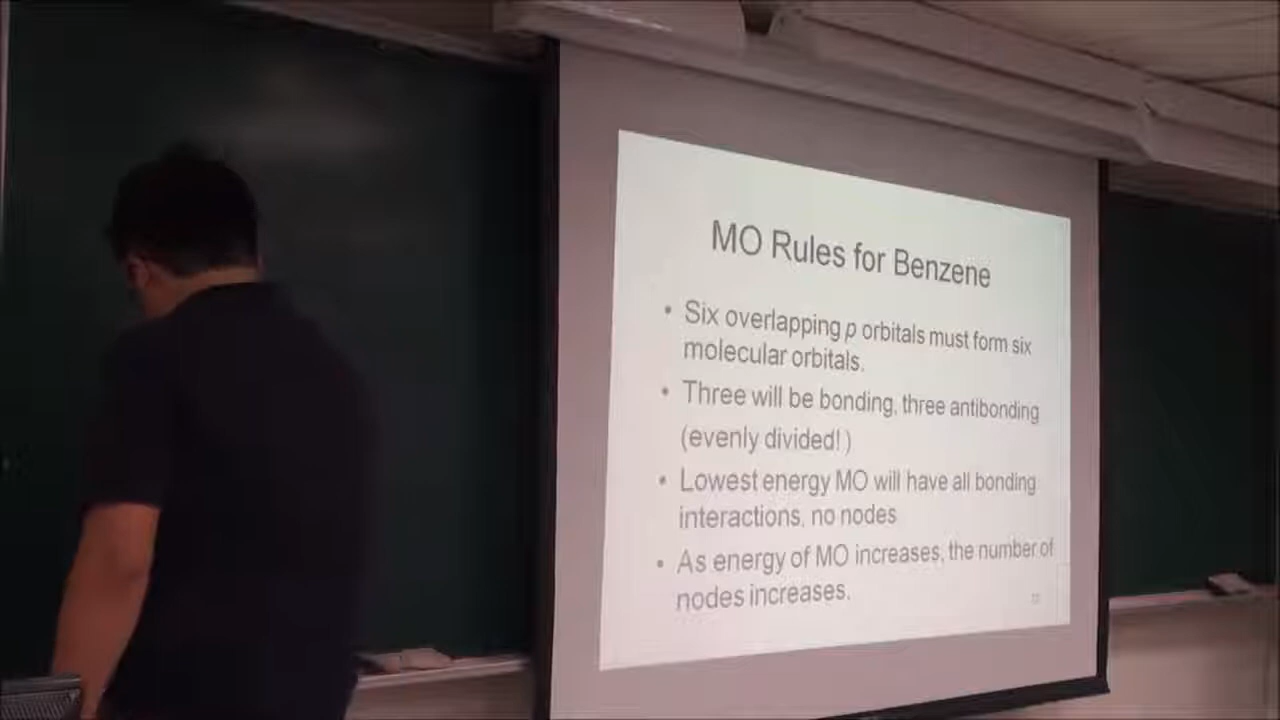 MO Rules for Benzene
• Six overlapping p orbitals must form six
molecular orbitals.
• Three will be bonding, three antibonding
(evenly divided! )
• Lowest energy MO will have all bonding
interactions, no nodes
• As energy of MO increases, the number of
nodes increases.